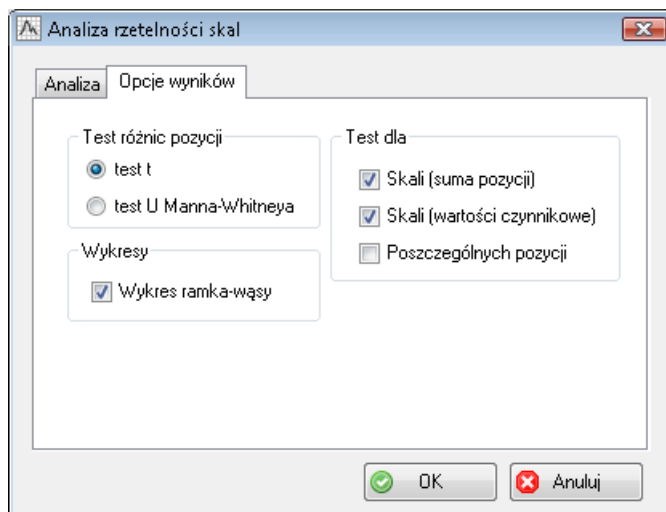 Analiza rzetelności skal
Analiza
Opcje wyników
Test różnic pozycji
test t
test U Manna-Whitneya
Wykresy
Wykres ramka-wąsy
Test dla
Skali (suma pozycji)
Skali (wartości czynnikowe)
Poszczególnych pozycji
OK
Anuluj